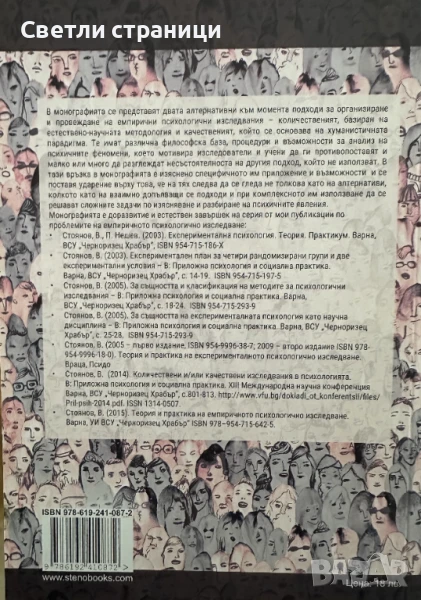 Светли страници
В монографията се представят двата алтернативни към момента подходи за организиране
и провеждане на емпирични психологични изследвания – количественият, базиран на
естествено-научната методология и качественият, който се основава на хуманистичната
парадигма. Те имат различна философска база, процедури и възможности за анализ на
психичните феномени, което мотивира изследователи и учени да ги противопоставят и
малко или много да разглеждат несъстоятелността на другия подход, който не използват. В
тази връзка в монографията е изяснено специфичното им приложение и възможности и се
поставя ударение върху това, че на тях следва да се гледа не толкова като на алтернативи,
колкото като на взаимно допълващи се подходи и при комплексното им използване да се
решават сложните задачи по изясняване и разбиране на психичните явления.
Монографията е доразвитие и естествен завършек на серия от мои публикации по
проблемите на емпиричното психологично изследване:
Стоянов, В., П. Нешев. (2003). Експериментална психология. Теория. Практикум. Варна,
ВСУ „Черноризец Храбър", ISBN 954-715-186-X
Стоянов, В. (2003). Експериментален план за четири рандомизирани групи и две
експериментални условия – В: Приложна психология и социална практика.
Варна, ВСУ „Черноризец Храбър", с. 14-19. ISBN 954-715-197-5
Стоянов, В. (2005). За същността и класификация на методите за психологични
изследвания – В: Приложна психология и социална практика. Варна,
ВСУ „Черноризец Храбър", с. 18-24. ISBN 954-715-293-9
Стоянов, В. (2005). За същността на експерименталната психология като научна
дисциплина – В: Приложна психология и социална практика. Варна, ВСУ „Черноризец
Храбър", с. 25-28. ISBN 954-715-293-9
Стоянов, В. (2005 – първо издание, ISBN 954-9996-38-7; 2009 – второ издание ISBN 978-
954-9996-18-0). Теория и практика на експерименталното психологично изследване.
Враца, Псидо
Стоянов, В. (2014). Количествени и/или качествени изследвания в психологията.
В: Приложна психология и социална практика. XIII Международна научна конференция
Варна, ВСУ „Черноризец Храбър", с.801-813. http://www.vfu.bg/dokladi_ot_konferentsii/files/
Pril-psih-2014.pdf. ISSN 1314-0507.
Стоянов, В. (2015). Теория и практика на емпиричното психологично изследване.
Варна, УИ ВСУ „Черноризец Храбър" ISBN 978-954-715-642-5.
ISBN 978-619-241-087-2
9 786192 410872 >
www.stenobooks.com
Цена: 18 лв.